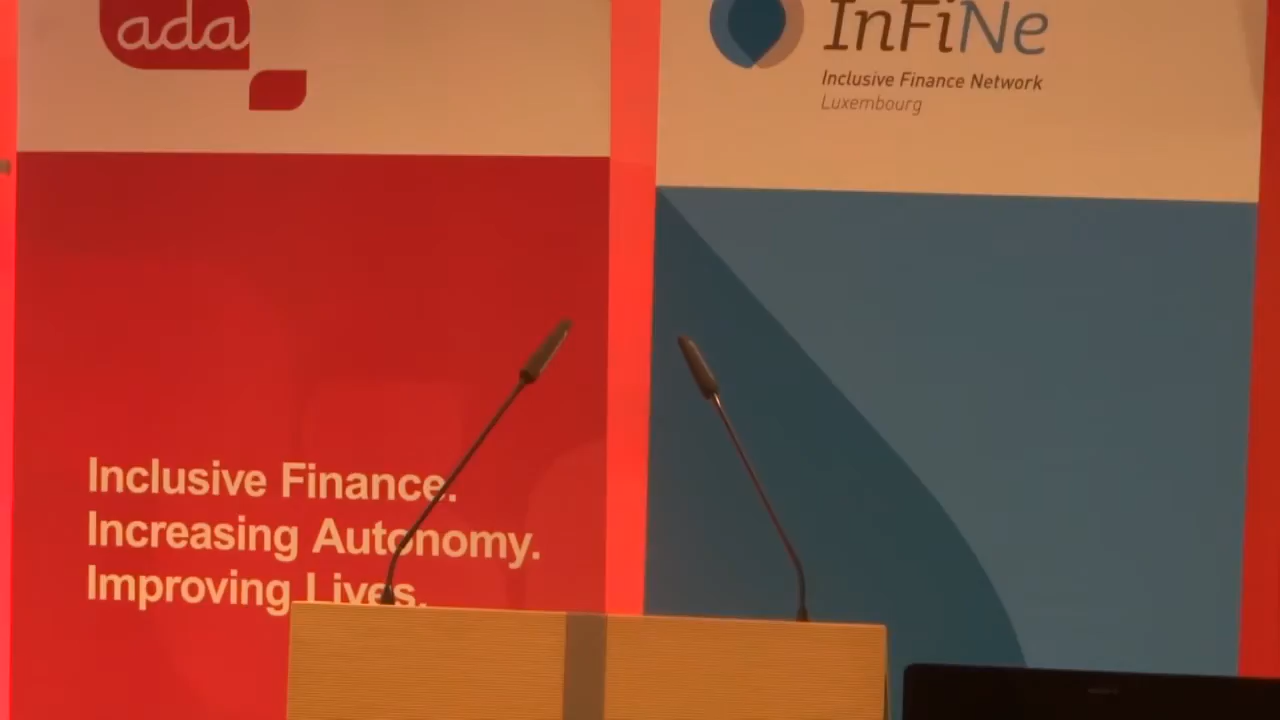 ada
Inclusive Finance.
Increasing Autonomy.
Improving Lives.
InFiNe
Inclusive Finance Network
Luxembourg